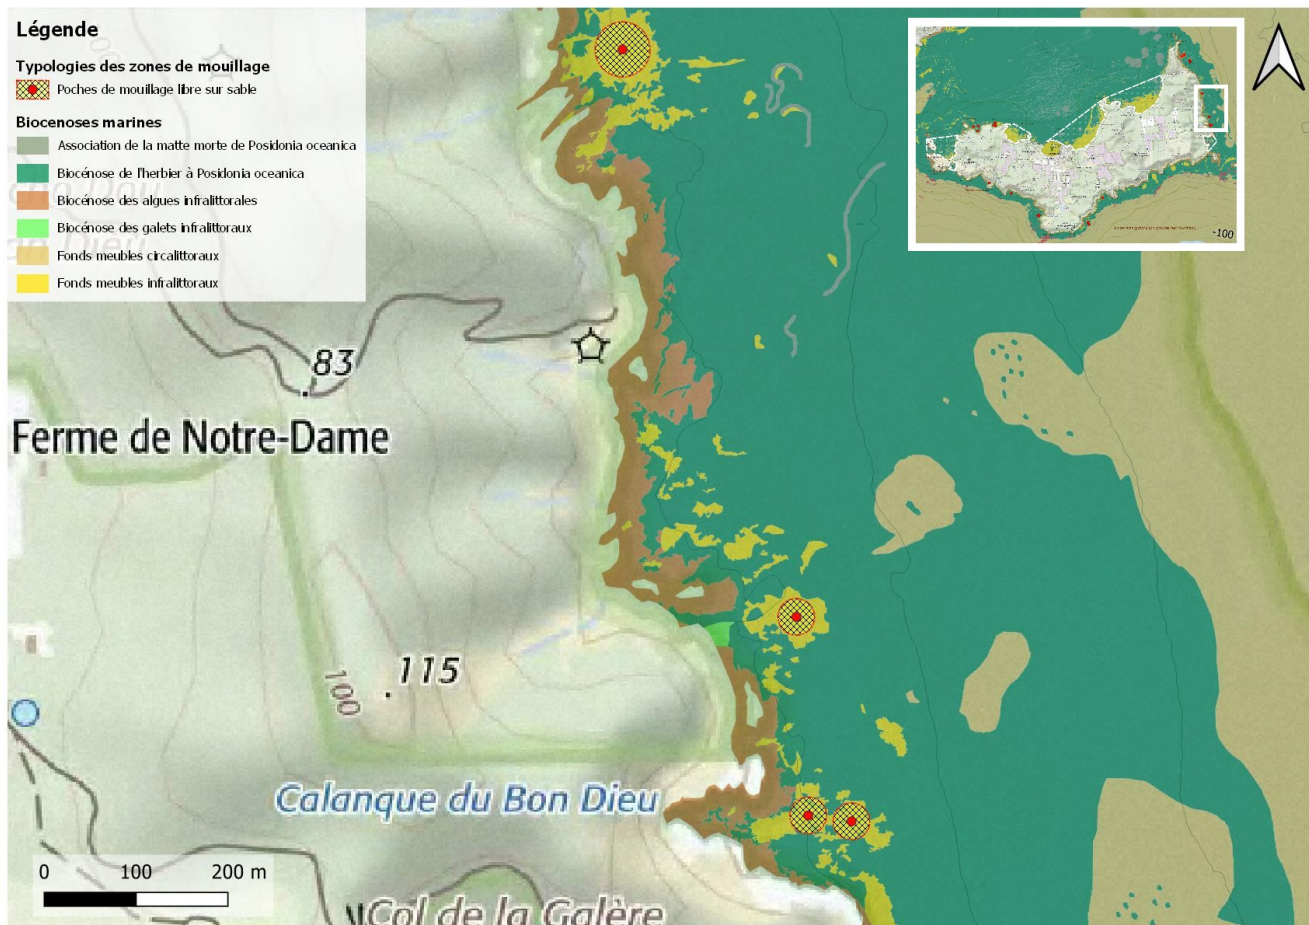 Légende
Typologies des zones de mouillage
Poches de mouillage libre sur sable
Biocenoses marines
Association de la matte morte de Posidonia oceanica
Biocénose de l'herbier à Posidonia oceanica
Biocénose des algues infralittorales
Biocénose des galets infralittoraux
Fonds meubles circalittoraux
Fonds meubles infralittoraux
-100
83
Ferme de Notre-Dame
115
100
Calanque du Bon Dieu
0 100 200 m
Col de la Galère